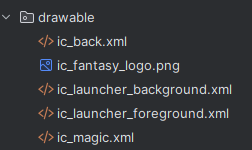 drawable
ic_back.xml
ic_fantasy_logo.png
ic_launcher_background.xml
ic_launcher_foreground.xml
ic_magic.xml